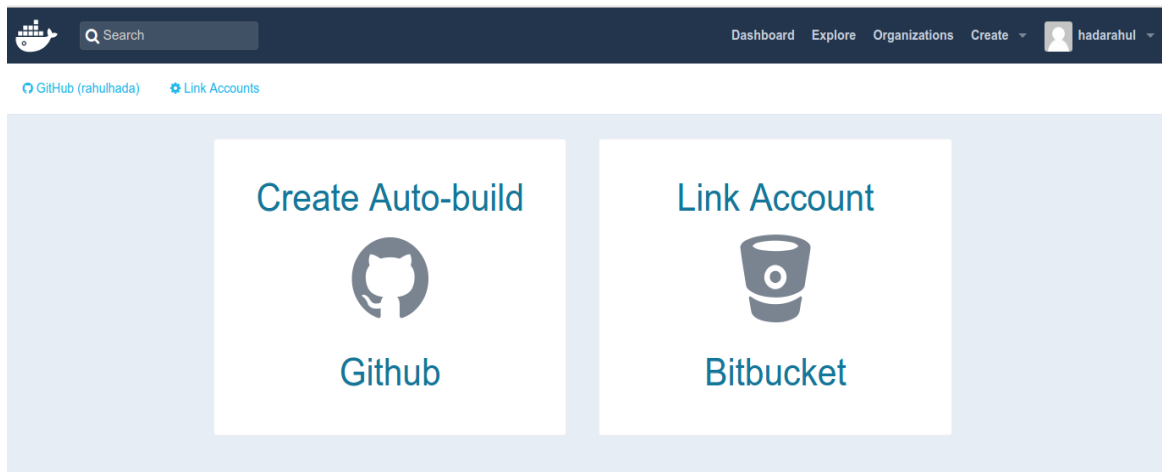 Search Dashboard Explore Organizations Create hadarahul
GitHub (rahulhada) Link Accounts
Create Auto-build
Github
Link Account
Bitbucket